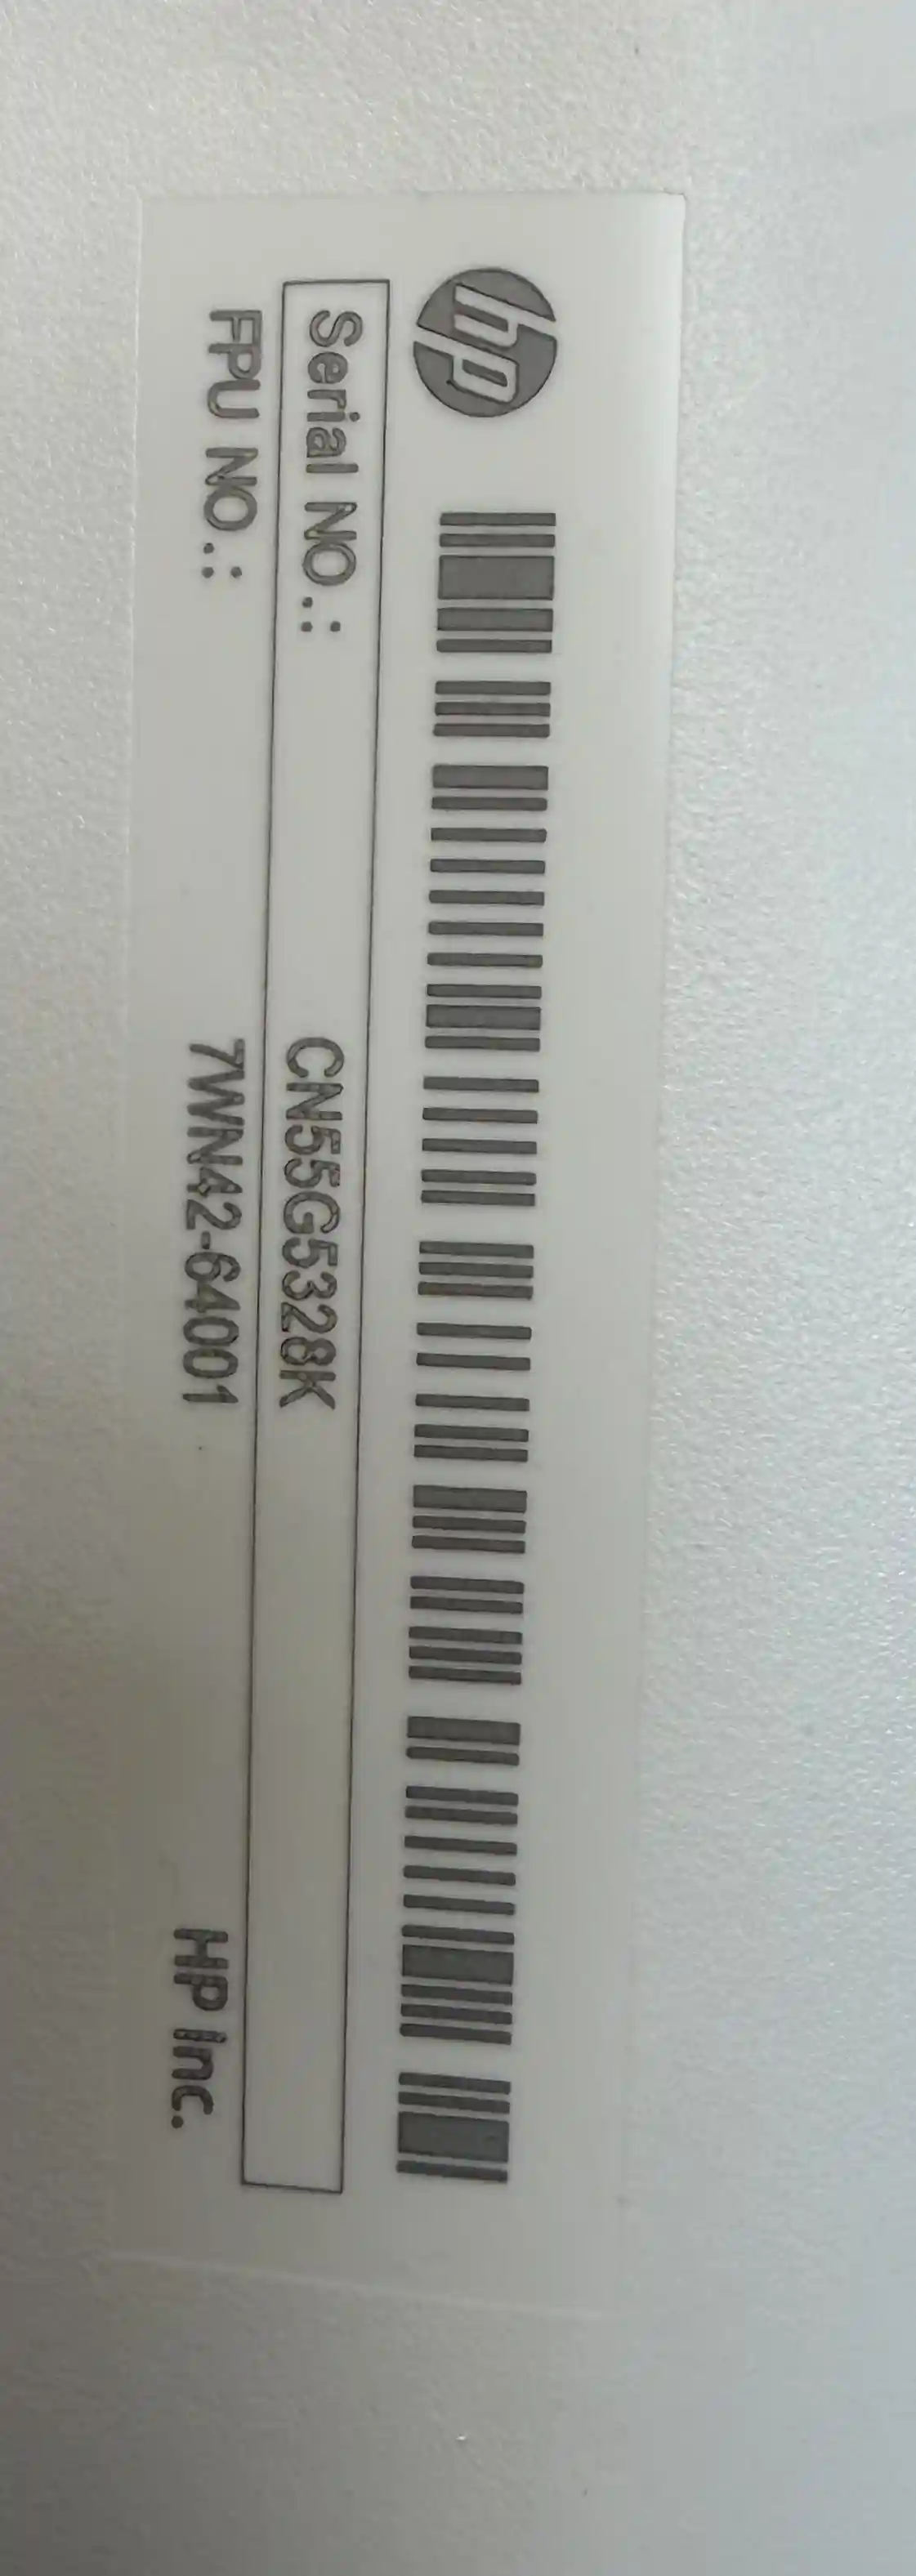 hp
Serial NO.: CN55G5328K
FPU NO.: 7WN42-64001
HP Inc.